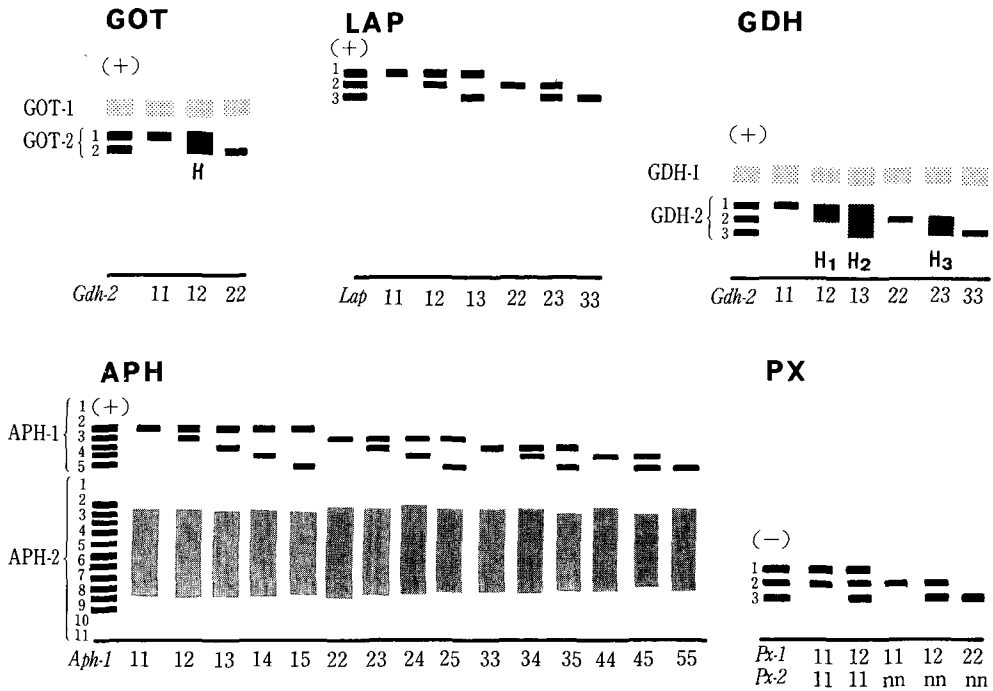 GOT
(+)
GOT-1
GOT-2
1
2
H
Gdh-2 11 12 22
LAP
(+)
1
2
3
Lap 11 12 13 22 23 33
GDH
(+)
GDH-1
GDH-2
1
2
3
H1 H2 H3
Gdh-2 11 12 13 22 23 33
APH
(+)
APH-1
1
2
3
4
5
APH-2
1
2
3
4
5
6
7
8
9
10
11
Aph-1 11 12 13 14 15 22 23 24 25 33 34 35 44 45 55
PX
(-)
1
2
3
Px-1 11 12 11 12 22
Px-2 11 11 nn nn nn